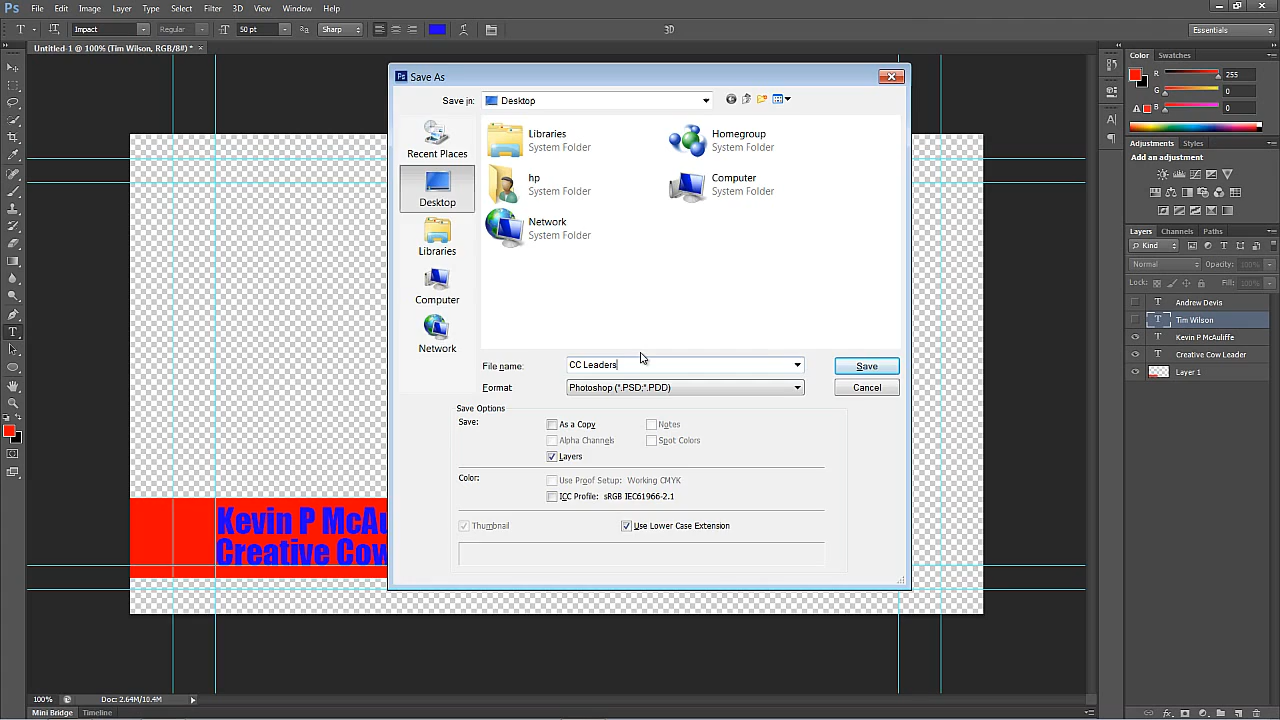 Ps File Edit Image Layer Type Select Filter 3D View Window Help
T Impact Regular 50 pt Sharp 3D Essentials
Untitled-1 @ 100% (Tim Wilson, RGB/8#) *
Save As
Save in: Desktop
Recent Places
Desktop
Libraries
Computer
Network
Libraries
System Folder
Homegroup
System Folder
hp
System Folder
Computer
System Folder
Network
System Folder
File name: CC Leaders
Save
Format: Photoshop (*.PSD;*.PDD)
Cancel
Save Options
Save: As a Copy Notes
Alpha Channels Spot Colors
Layers
Color: Use Proof Setup: Working CMYK
ICC Profile: sRGB IEC61966-2.1
Thumbnail Use Lower Case Extension
Kevin P McAu
Creative Cow
Color Swatches
R 255
G 0
B 0
Adjustments Styles
Add an adjustment
Layers Channels Paths
Kind
Normal Opacity: 100%
Lock: Fill: 100%
T Andrew Devis
T Tim Wilson
T Kevin P McAuliffe
T Creative Cow Leader
Layer 1
100% Doc: 2.64M/10.4M
Mini Bridge Timeline